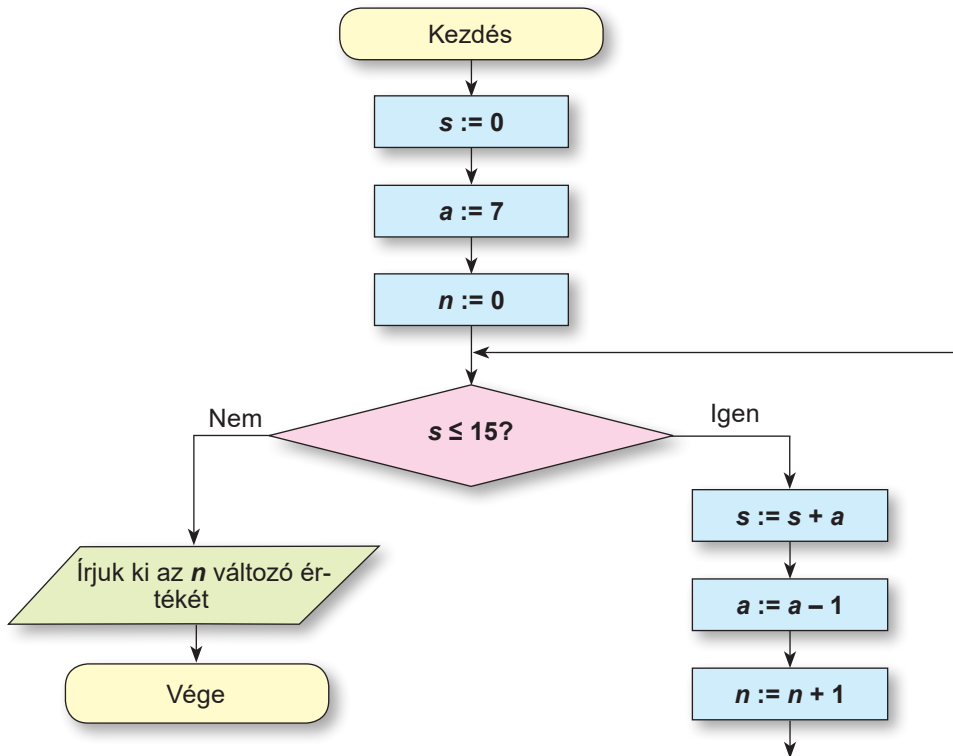 Kezdés
s := 0
a := 7
n := 0
s ≤ 15?
Nem
Igen
s := s + a
a := a – 1
n := n + 1
Írjuk ki az n változó ér-
tékét
Vége